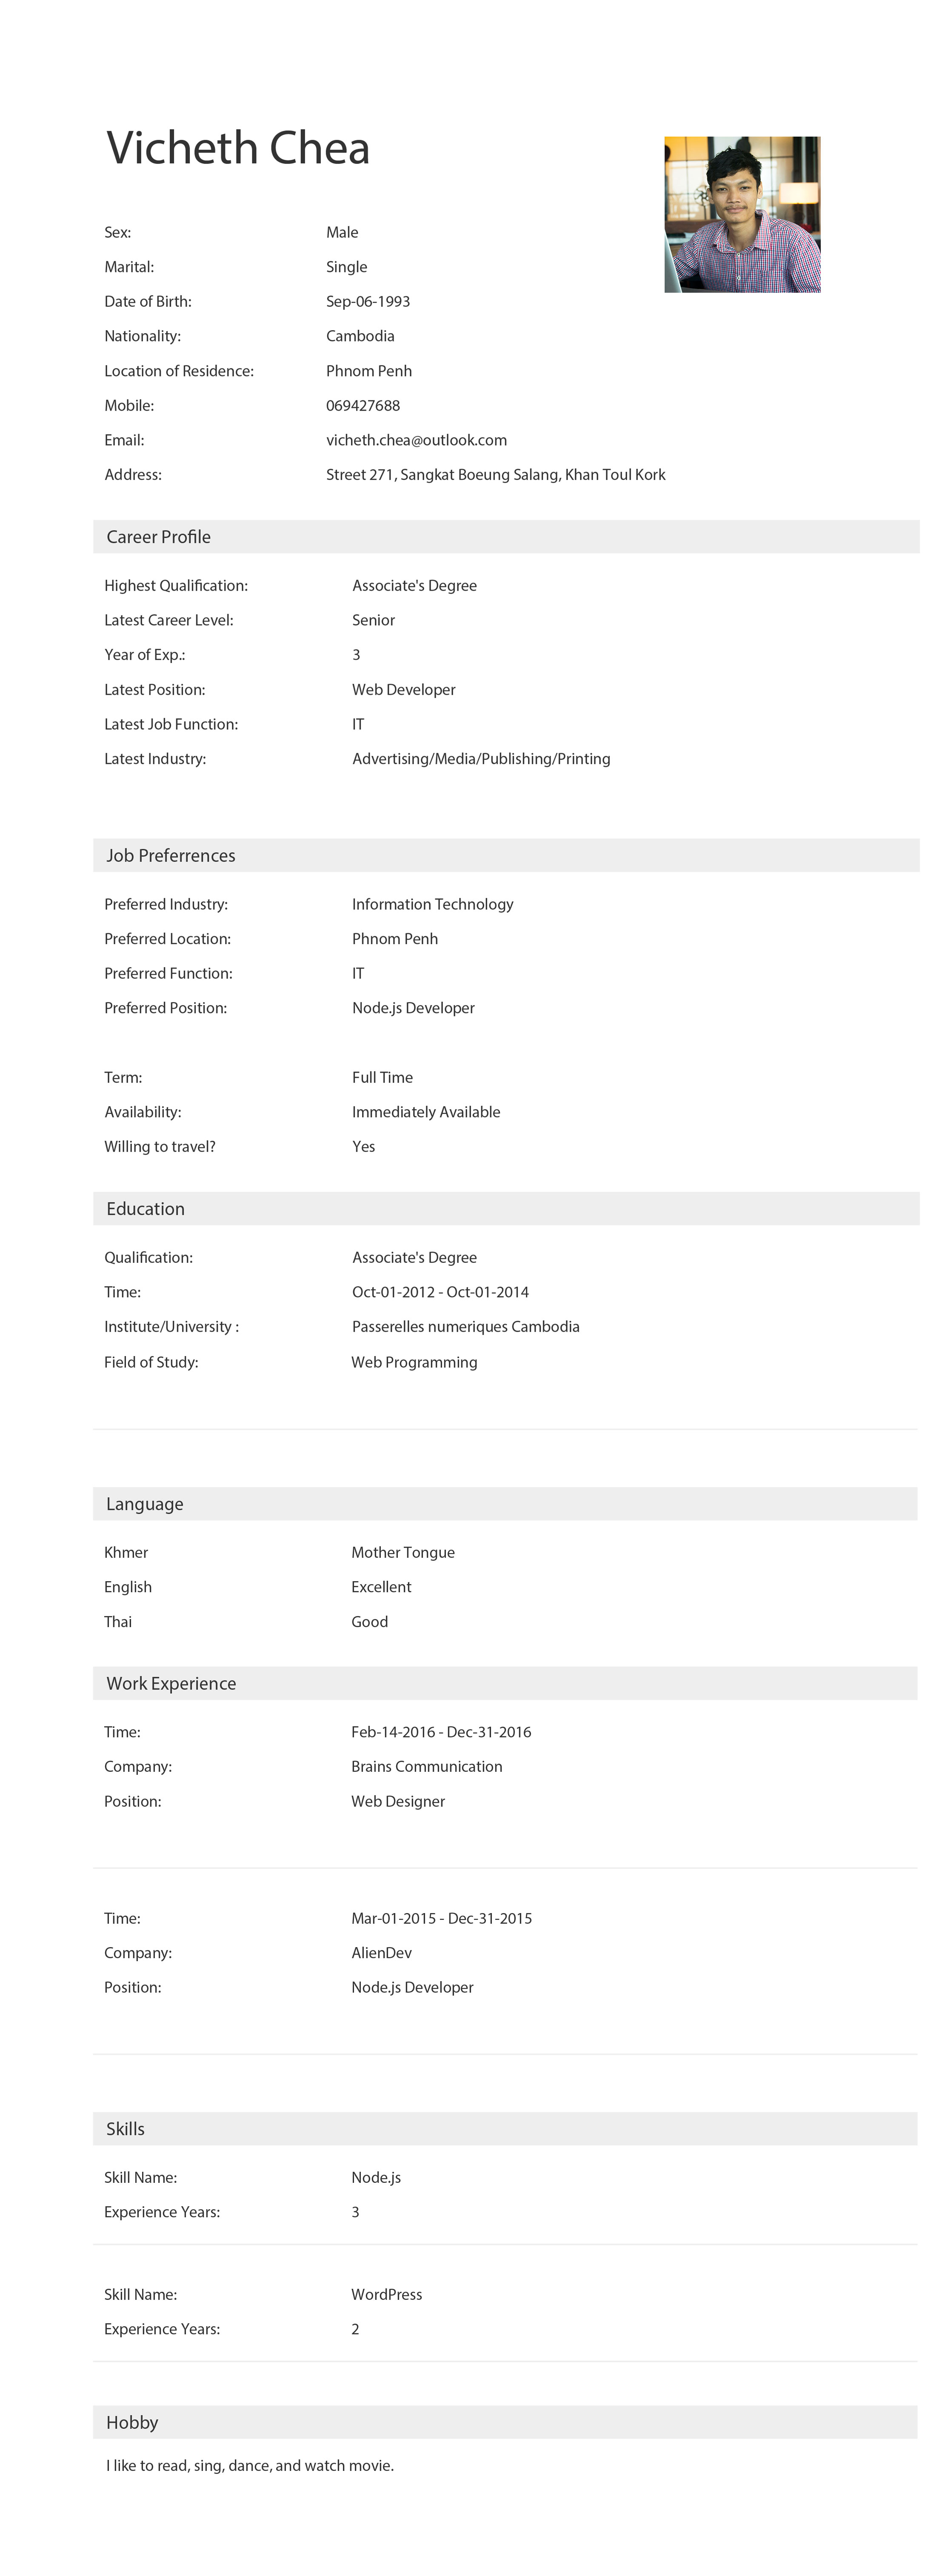 Vicheth Chea
Sex: Male
Marital: Single
Date of Birth: Sep-06-1993
Nationality: Cambodia
Location of Residence: Phnom Penh
Mobile: 069427688
Email: vicheth.chea@outlook.com
Address: Street 271, Sangkat Boeung Salang, Khan Toul Kork
Career Profile
Highest Qualification: Associate's Degree
Latest Career Level: Senior
Year of Exp.: 3
Latest Position: Web Developer
Latest Job Function: IT
Latest Industry: Advertising/Media/Publishing/Printing
Job Preferrences
Preferred Industry: Information Technology
Preferred Location: Phnom Penh
Preferred Function: IT
Preferred Position: Node.js Developer
Term: Full Time
Availability: Immediately Available
Willing to travel? Yes
Education
Qualification: Associate's Degree
Time: Oct-01-2012 - Oct-01-2014
Institute/University : Passerelles numeriques Cambodia
Field of Study: Web Programming
Language
Khmer Mother Tongue
English Excellent
Thai Good
Work Experience
Time: Feb-14-2016 - Dec-31-2016
Company: Brains Communication
Position: Web Designer
Time: Mar-01-2015 - Dec-31-2015
Company: AlienDev
Position: Node.js Developer
Skills
Skill Name: Node.js
Experience Years: 3
Skill Name: WordPress
Experience Years: 2
Hobby
I like to read, sing, dance, and watch movie.